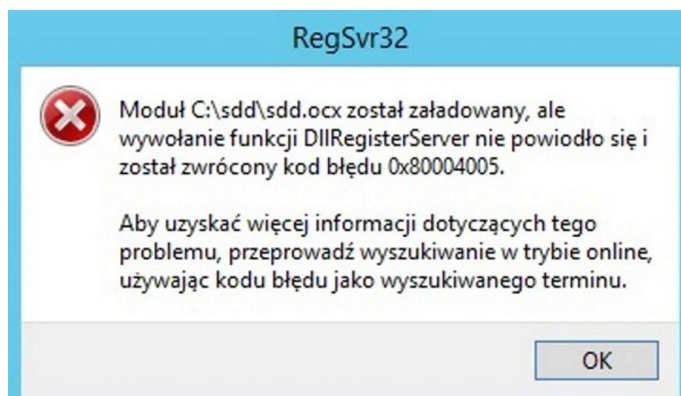 RegSvr32
Moduł C:\sdd\sdd.ocx został załadowany, ale
wywołanie funkcji DllRegisterServer nie powiodło się i
został zwrócony kod błędu 0x80004005.
Aby uzyskać więcej informacji dotyczących tego
problemu, przeprowadź wyszukiwanie w trybie online,
używając kodu błędu jako wyszukiwanego terminu.
OK